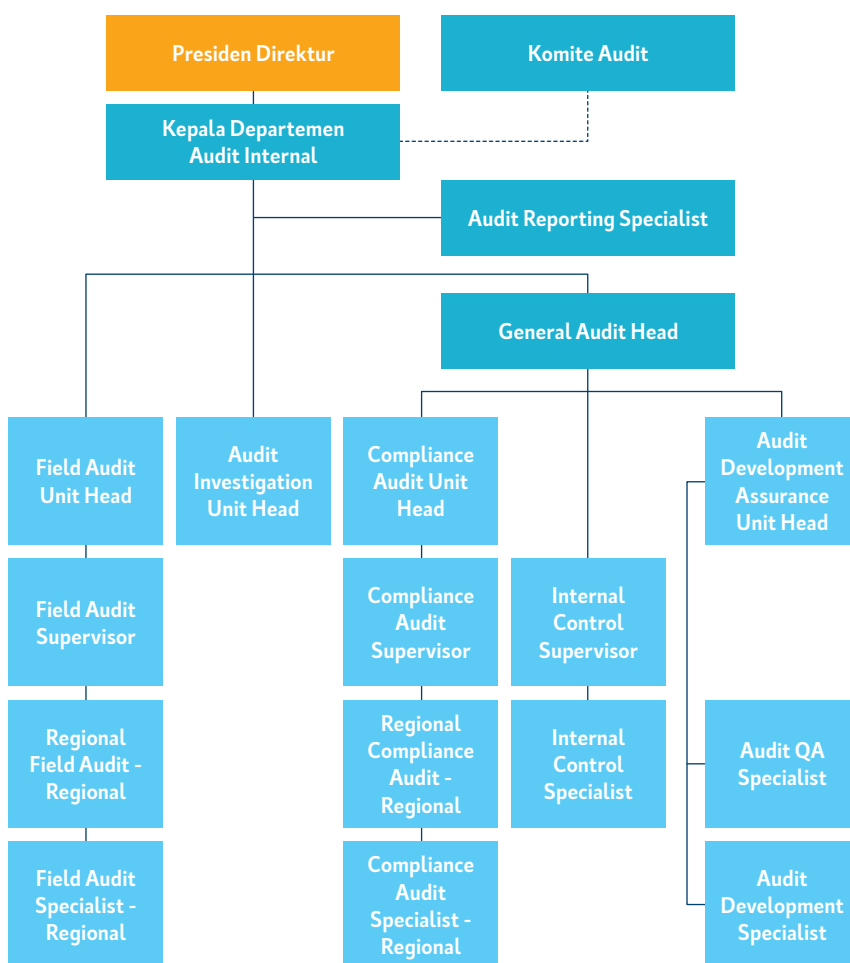 Presiden Direktur
Komite Audit
Kepala Departemen
Audit Internal
Audit Reporting Specialist
General Audit Head
Field Audit
Unit Head
Audit
Investigation
Unit Head
Compliance
Audit Unit
Head
Audit
Development
Assurance
Unit Head
Field Audit
Supervisor
Compliance
Audit
Supervisor
Internal
Control
Supervisor
Regional
Field Audit -
Regional
Regional
Compliance
Audit -
Regional
Internal
Control
Specialist
Audit QA
Specialist
Field Audit
Specialist -
Regional
Compliance
Audit
Specialist -
Regional
Audit
Development
Specialist